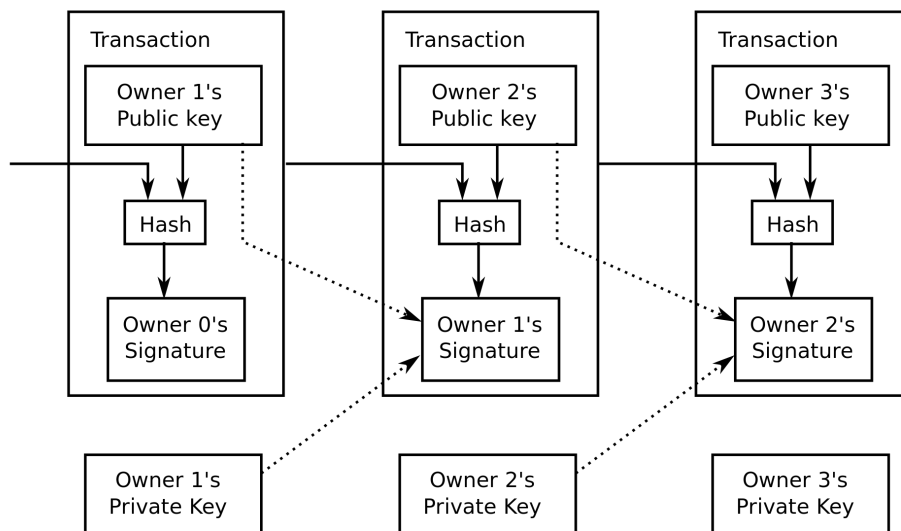 Transaction
Owner 1's
Public key
Hash
Owner 0's
Signature
Transaction
Owner 2's
Public key
Hash
Owner 1's
Signature
Transaction
Owner 3's
Public key
Hash
Owner 2's
Signature
Owner 1's
Private Key
Owner 2's
Private Key
Owner 3's
Private Key